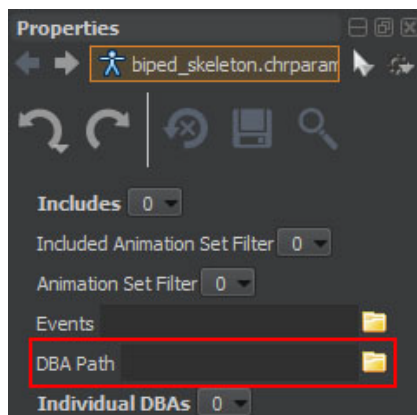 Properties
biped_skeleton.chrparam
Includes 0
Included Animation Set Filter 0
Animation Set Filter 0
Events
DBA Path
Individual DBAs 0